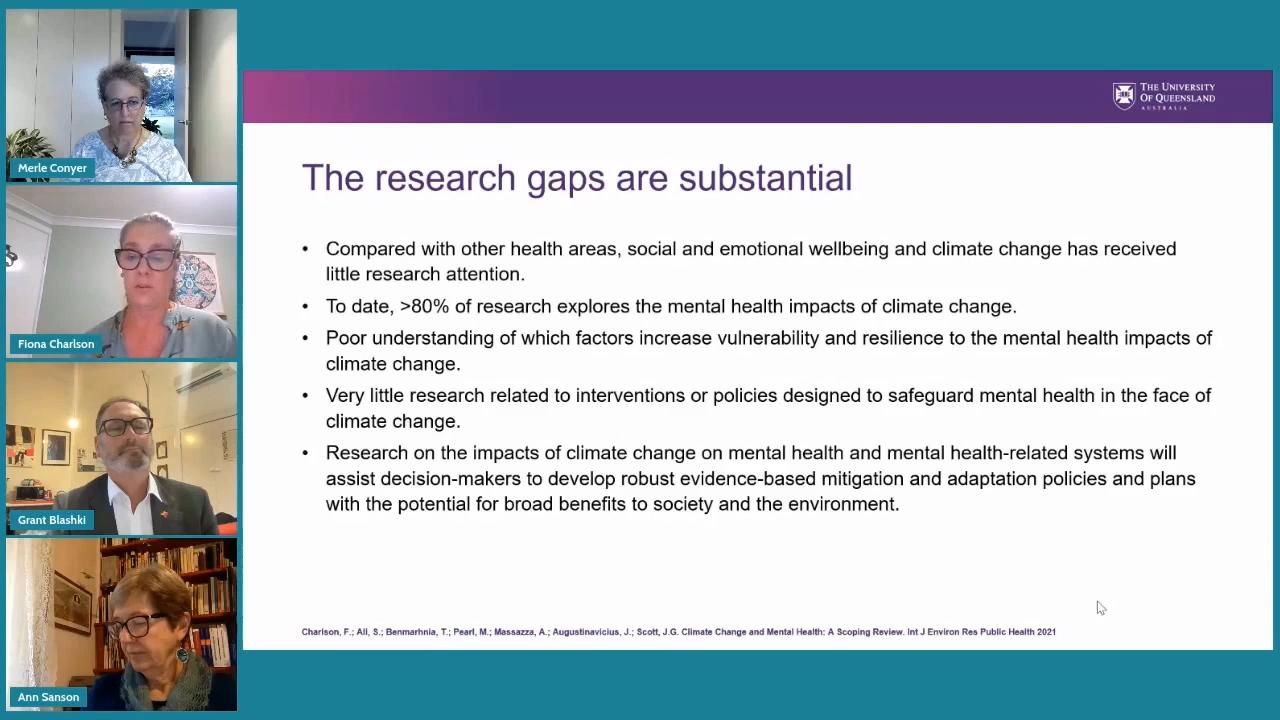 Merle Conyer
Fiona Charlson
Grant Blashki
Ann Sanson
THE UNIVERSITY
OF QUEENSLAND
AUSTRALIA
The research gaps are substantial
• Compared with other health areas, social and emotional wellbeing and climate change has received
little research attention.
• To date, >80% of research explores the mental health impacts of climate change.
• Poor understanding of which factors increase vulnerability and resilience to the mental health impacts of
climate change.
• Very little research related to interventions or policies designed to safeguard mental health in the face of
climate change.
• Research on the impacts of climate change on mental health and mental health-related systems will
assist decision-makers to develop robust evidence-based mitigation and adaptation policies and plans
with the potential for broad benefits to society and the environment.
Charlson, F.; Ali, S.; Benmarhnia, T.; Pearl, M.; Massazza, A.; Augustinavicius, J.; Scott, J.G. Climate Change and Mental Health: A Scoping Review. Int J Environ Res Public Health 2021